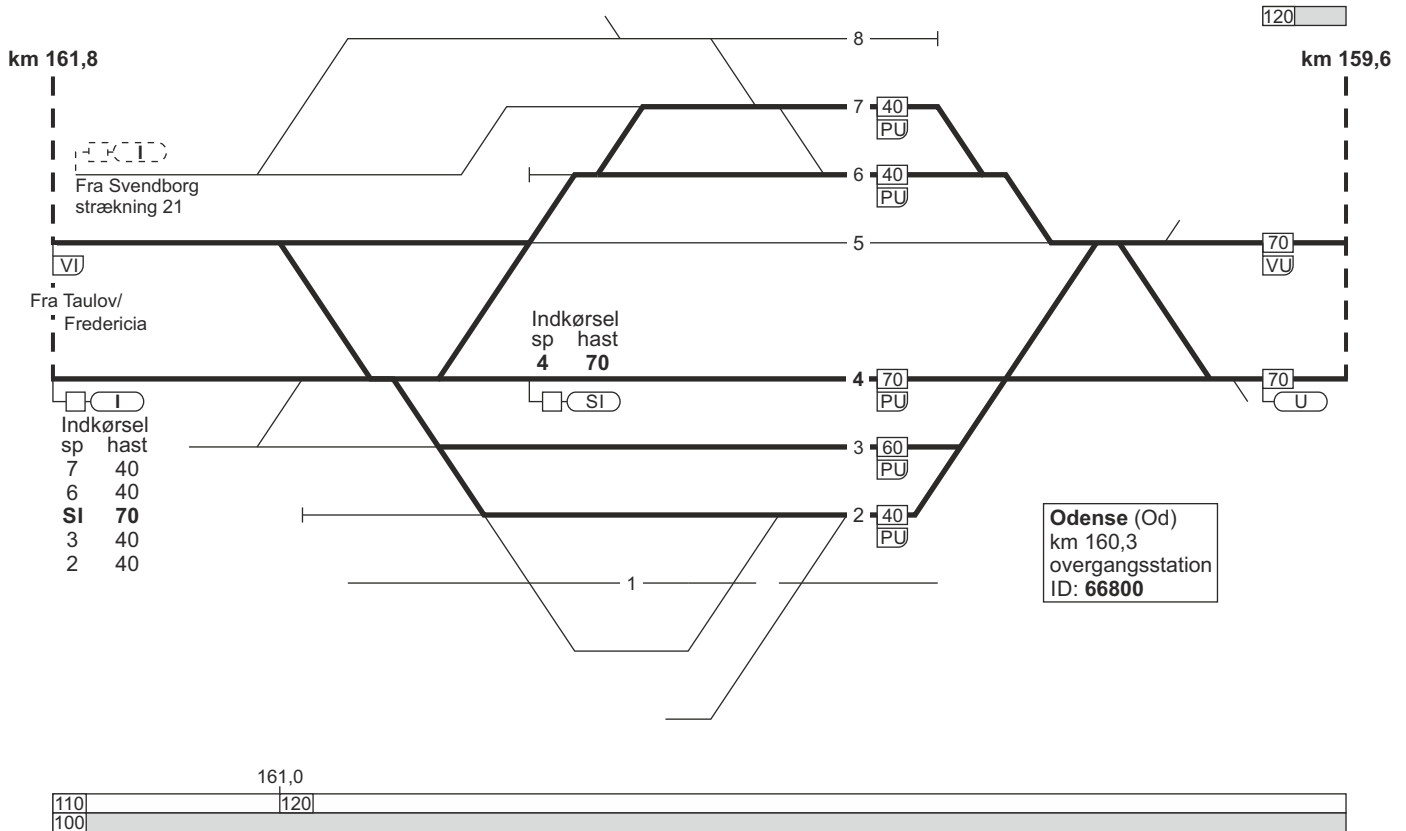 120
8
km 161,8
km 159,6
7 40
PU
I
Fra Svendborg
strækning 21
6 40
PU
5
70
VI
VU
Fra Taulov/
Fredericia
Indkørsel
sp hast
4 70
4 70
PU
70
I
SI
U
Indkørsel
sp hast
7 40
6 40
SI 70
3 40
2 40
3 60
PU
2 40
PU
1
Odense (Od)
km 160,3
overgangsstation
ID: 66800
161,0
110
120
100